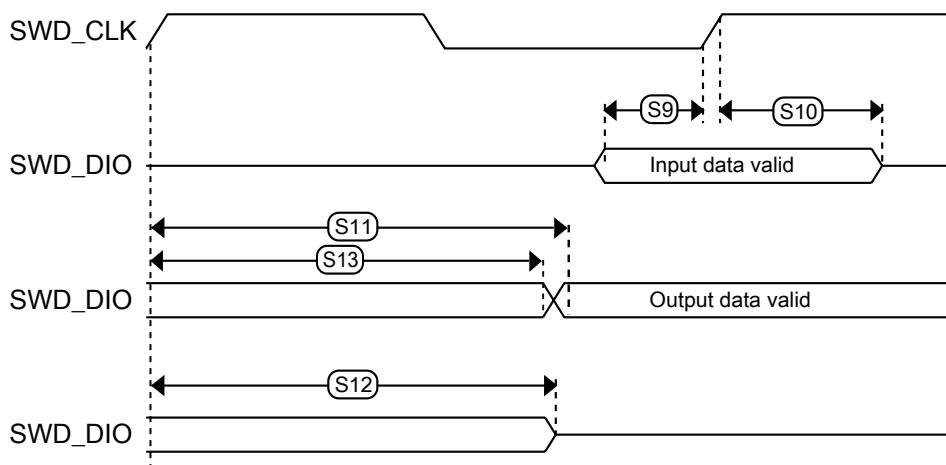 SWD_CLK
S9
S10
SWD_DIO
Input data valid
S11
S13
SWD_DIO
Output data valid
S12
SWD_DIO